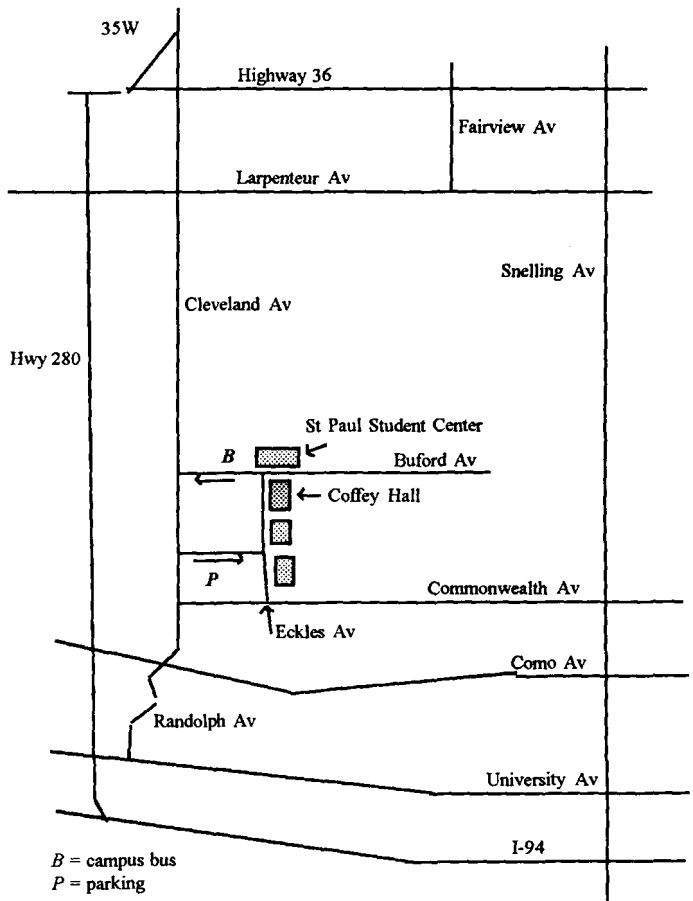 35W
Highway 36
Fairview Av
Larpenteur Av
Snelling Av
Cleveland Av
Hwy 280
St Paul Student Center
B
Buford Av
Coffey Hall
P
Commonwealth Av
Eckles Av
Como Av
Randolph Av
University Av
I-94
B = campus bus
P = parking